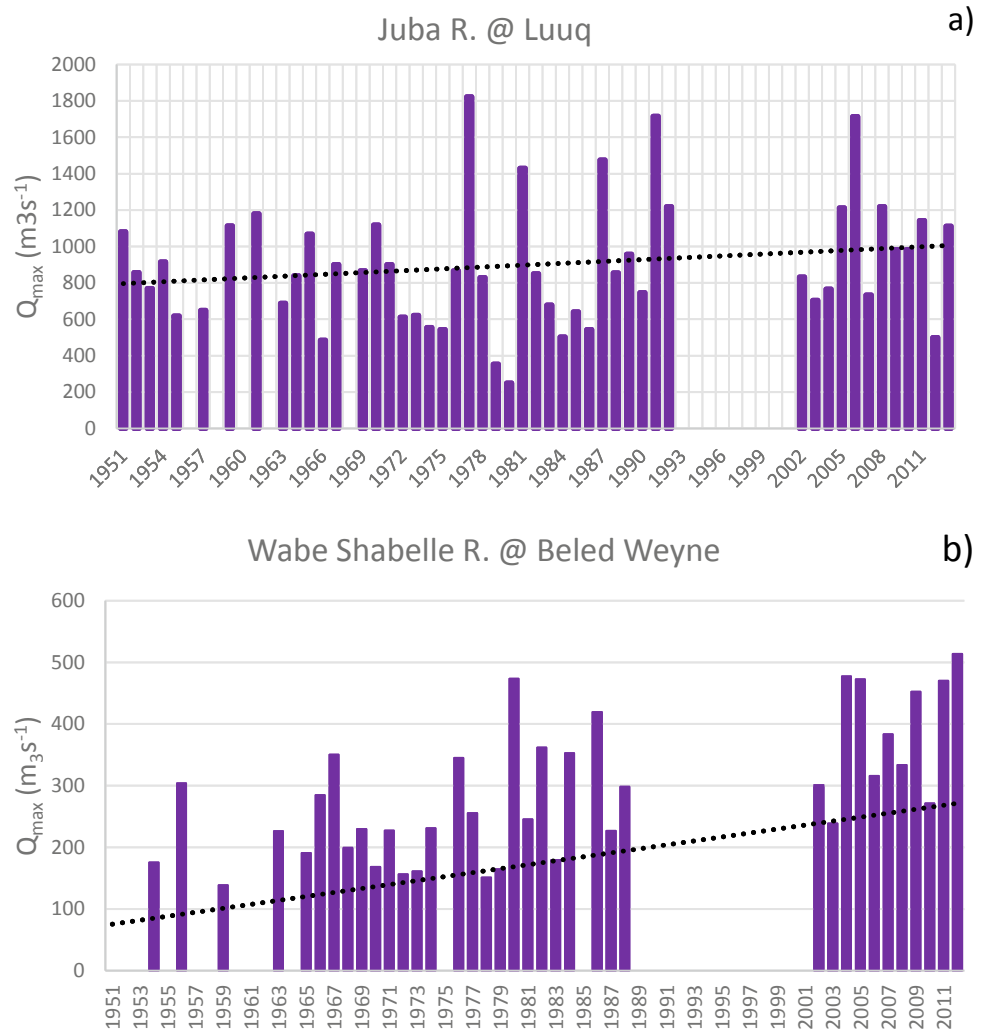 a)
Juba R. @ Luuq
2000
1800
1600
1400
1200
1000
800
600
400
200
0
Qmax (m3s-1)
1951 1954 1957 1960 1963 1966 1969 1972 1975 1978 1981 1984 1987 1990 1993 1996 1999 2002 2005 2008 2011
b)
Wabe Shabelle R. @ Beled Weyne
600
500
400
300
200
100
0
Qmax (m3s-1)
1951 1953 1955 1957 1959 1961 1963 1965 1967 1969 1971 1973 1975 1977 1979 1981 1983 1985 1987 1989 1991 1993 1995 1997 1999 2001 2003 2005 2007 2009 2011